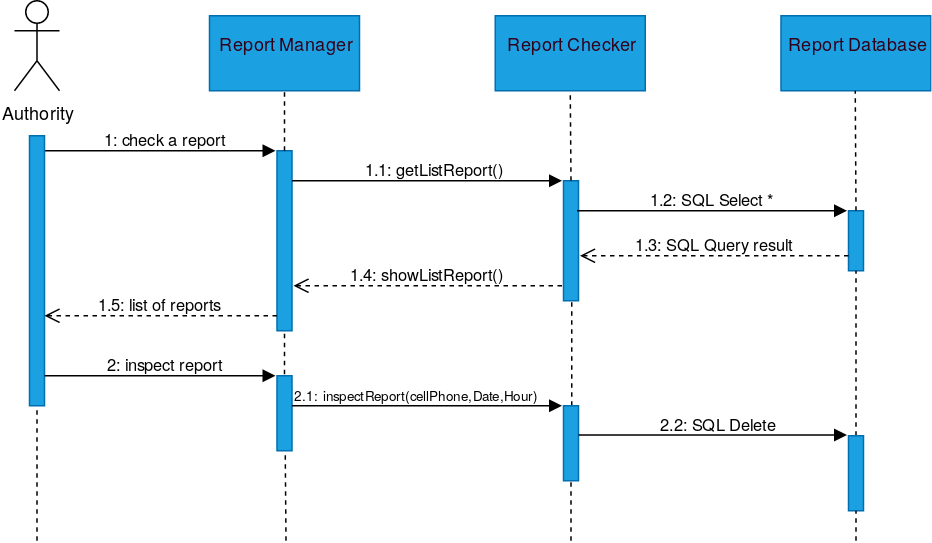 Report Manager
Report Checker
Report Database
Authority
1: check a report
1.1: getListReport()
1.2: SQL Select *
1.3: SQL Query result
1.4: showListReport()
1.5: list of reports
2: inspect report
2.1: inspectReport(cellPhone,Date,Hour)
2.2: SQL Delete